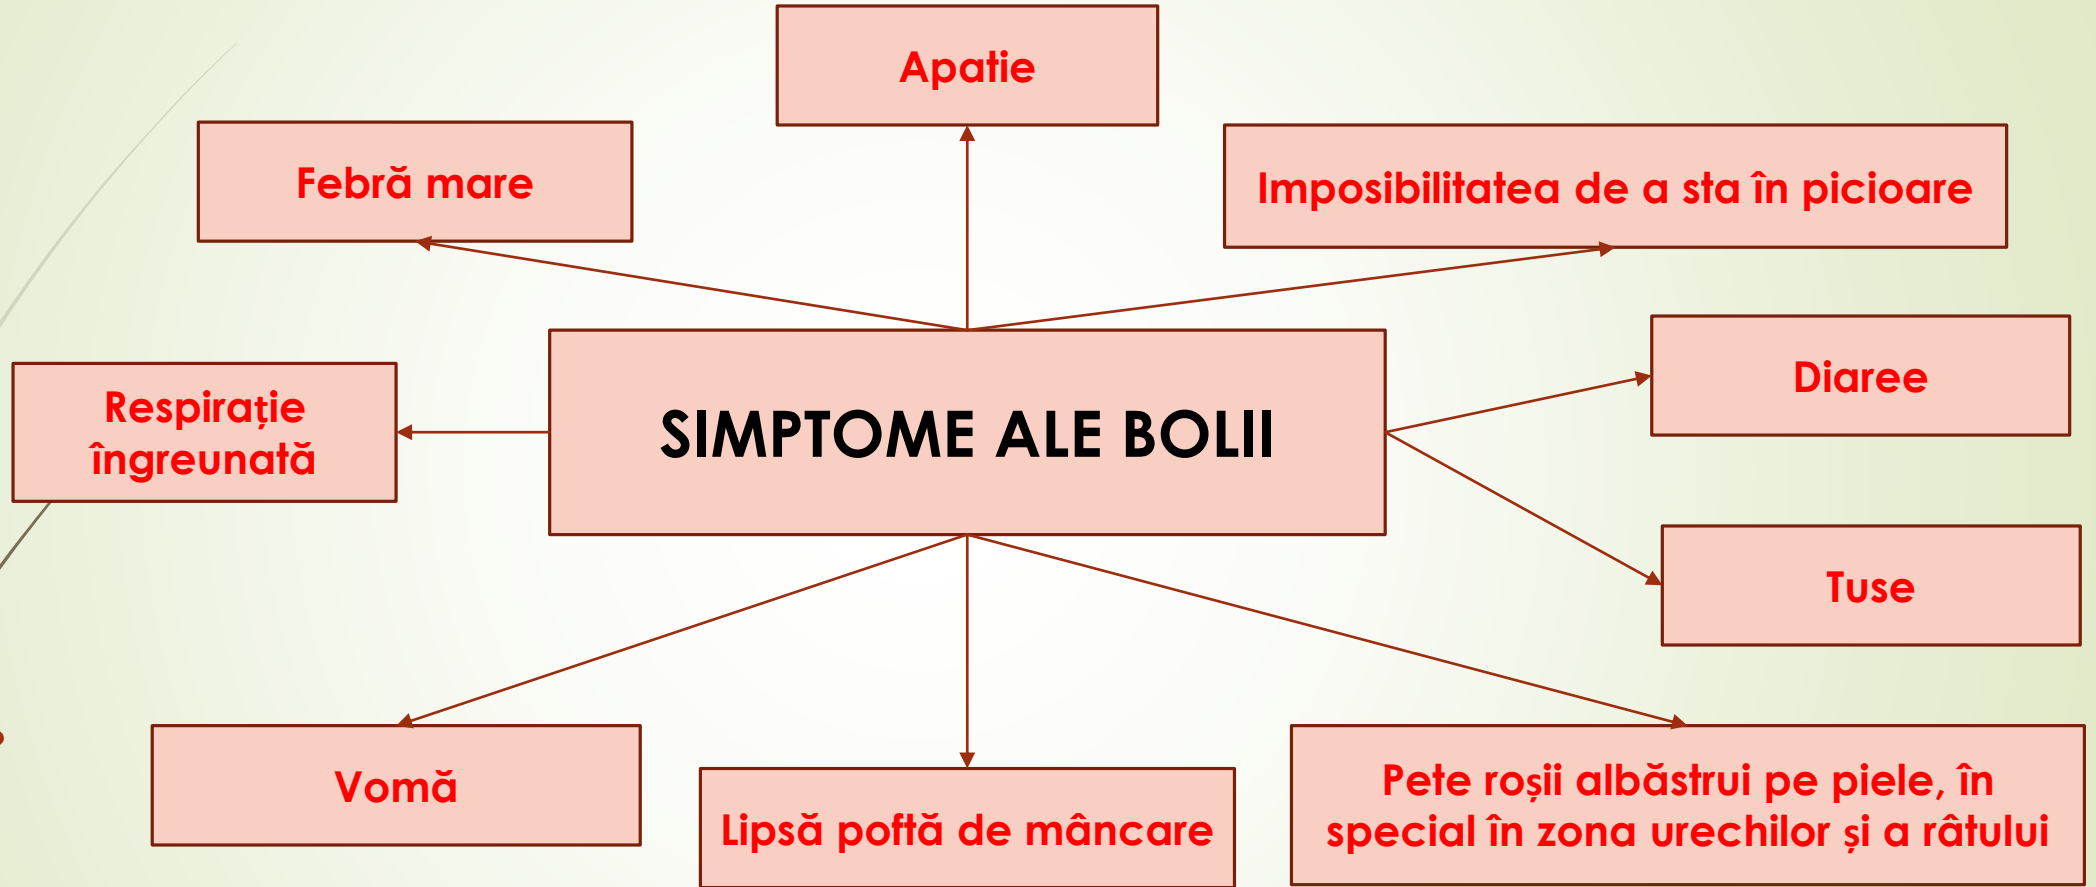 Apatie
Febră mare
Imposibilitatea de a sta în picioare
Respirație
îngreunată
SIMPTOME ALE BOLII
Diaree
Tuse
Vomă
Lipsă poftă de mâncare
Pete roșii albăstrui pe piele, în
special în zona urechilor și a râtului